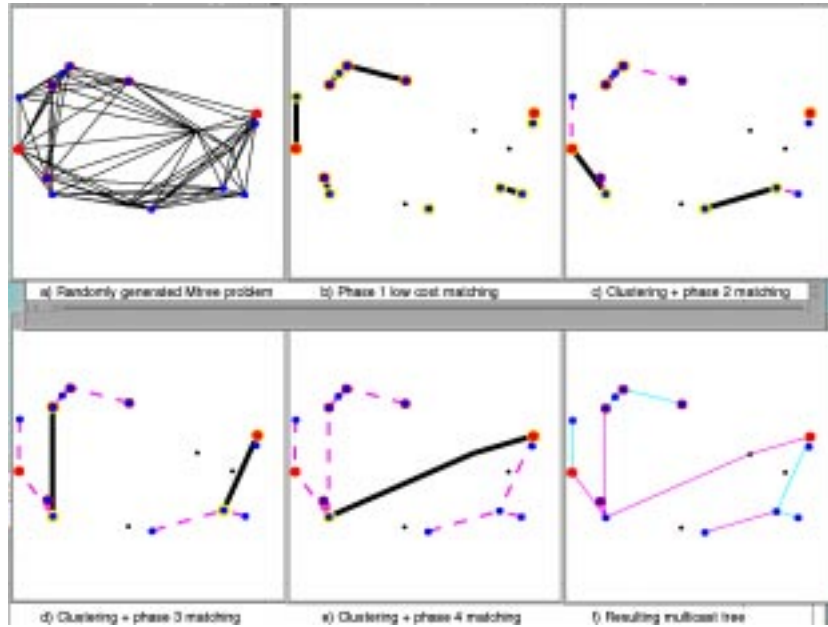 a) Randomly generated Mtree problem
b) Phase 1 low cost matching
c) Clustering + phase 2 matching
d) Clustering + phase 3 matching
e) Clustering + phase 4 matching
f) Resulting multicast tree